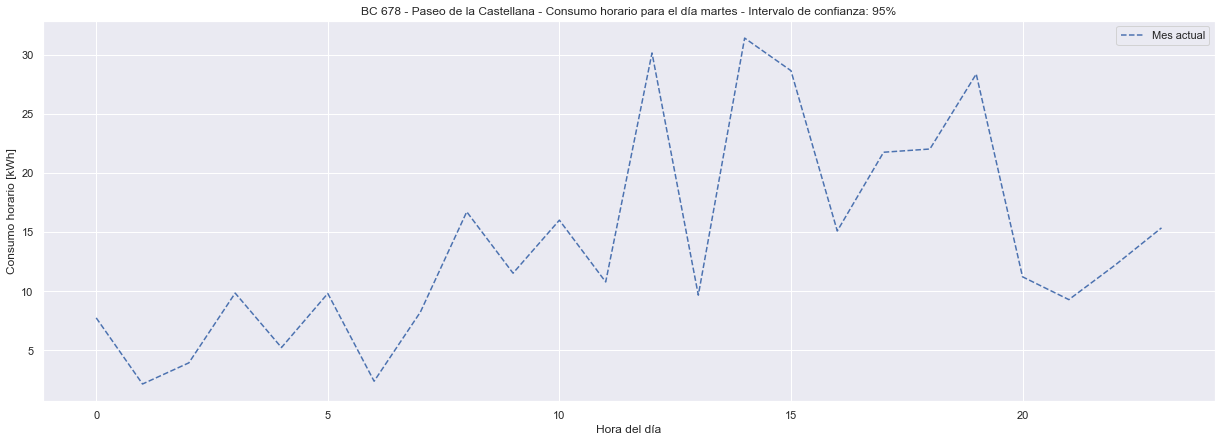 BC 678 - Paseo de la Castellana - Consumo horario para el día martes - Intervalo de confianza: 95%
Mes actual
Consumo horario [kWh]
30
25
20
15
10
5
0
5
10
15
20
Hora del día